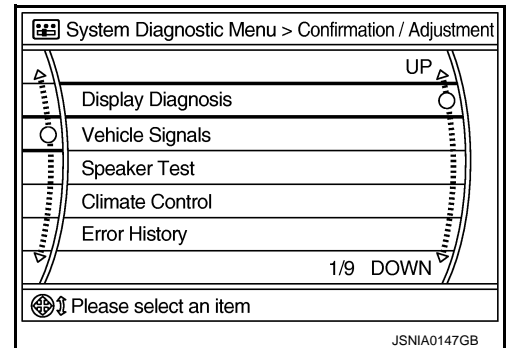 System Diagnostic Menu > Confirmation / Adjustment
UP
Display Diagnosis
Vehicle Signals
Speaker Test
Climate Control
Error History
1/9 DOWN
Please select an item
JSNIA0147GB